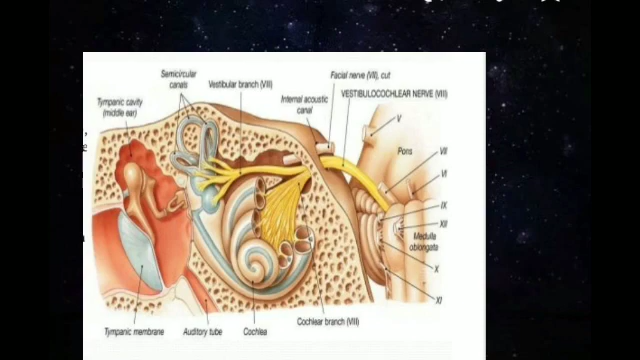 Facial nerve (VII), cut
Semicircular
canals
Vestibular branch (VIII)
VESTIBULOCOCHLEAR NERVE (VIII)
Internal acoustic
canal
Tympanic cavity
(middle ear)
V
Pons
VII
VI
IX
XII
Medulla
oblongata
X
XI
Cochlear branch (VIII)
Tympanic membrane
Auditory tube
Cochlea